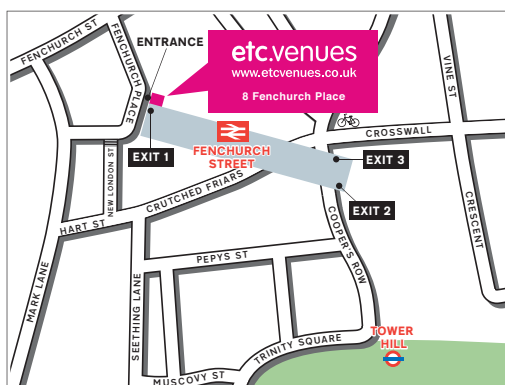 FENCHURCH ST
FENCHURCH PLACE
ENTRANCE
etc.venues
www.etcvenues.co.uk
8 Fenchurch Place
VINE ST
CROSSWALL
FENCHURCH
STREET
EXIT 1
EXIT 3
EXIT 2
NEW LONDON ST
CRUTCHED FRIARS
HART ST
CRESCENT
COOPER'S ROW
PEPYS ST
MARK LANE
SEETHING LANE
TOWER
HILL
TRINITY SQUARE
MUSCOVY ST